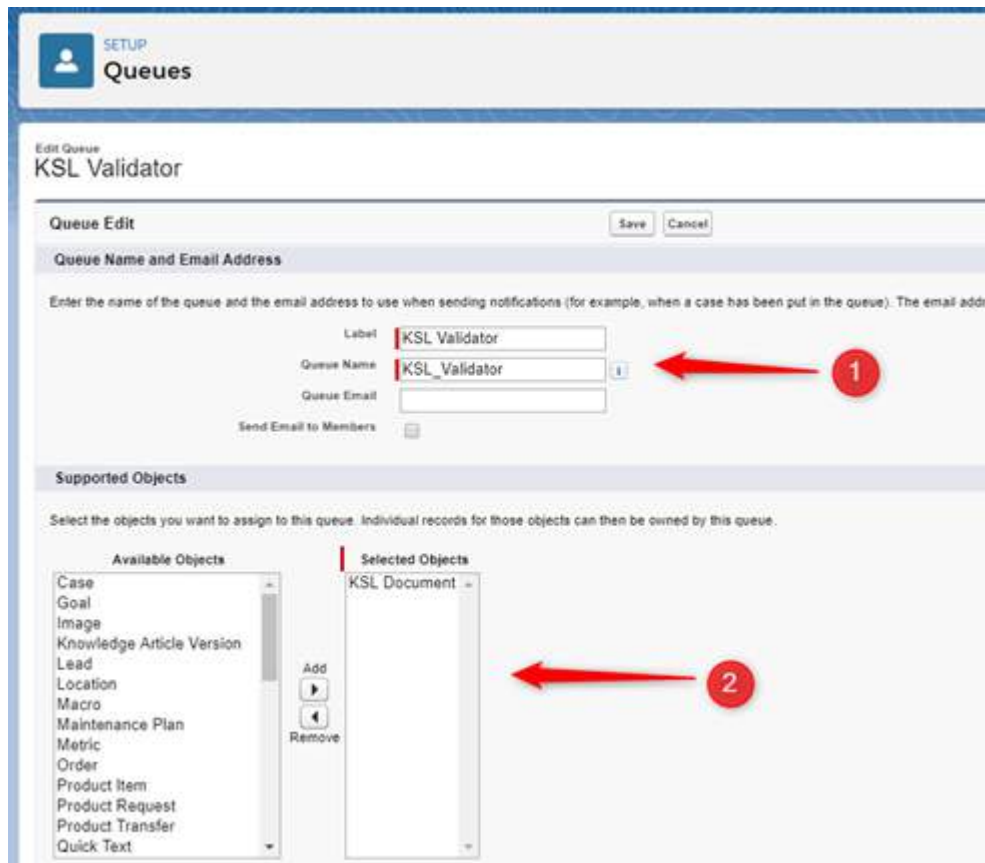 SETUP
Queues
Edit Queue
KSL Validator
Queue Edit
Save Cancel
Queue Name and Email Address
Enter the name of the queue and the email address to use when sending notifications (for example, when a case has been put in the queue). The email addr
Label KSL Validator
Queue Name KSL_Validator i
1
Queue Email
Send Email to Members
Supported Objects
Select the objects you want to assign to this queue. Individual records for those objects can then be owned by this queue.
Available Objects
Case
Goal
Image
Knowledge Article Version
Lead
Location
Macro
Maintenance Plan
Metric
Order
Product Item
Product Request
Product Transfer
Quick Text
Add
Remove
Selected Objects
KSL Document
2